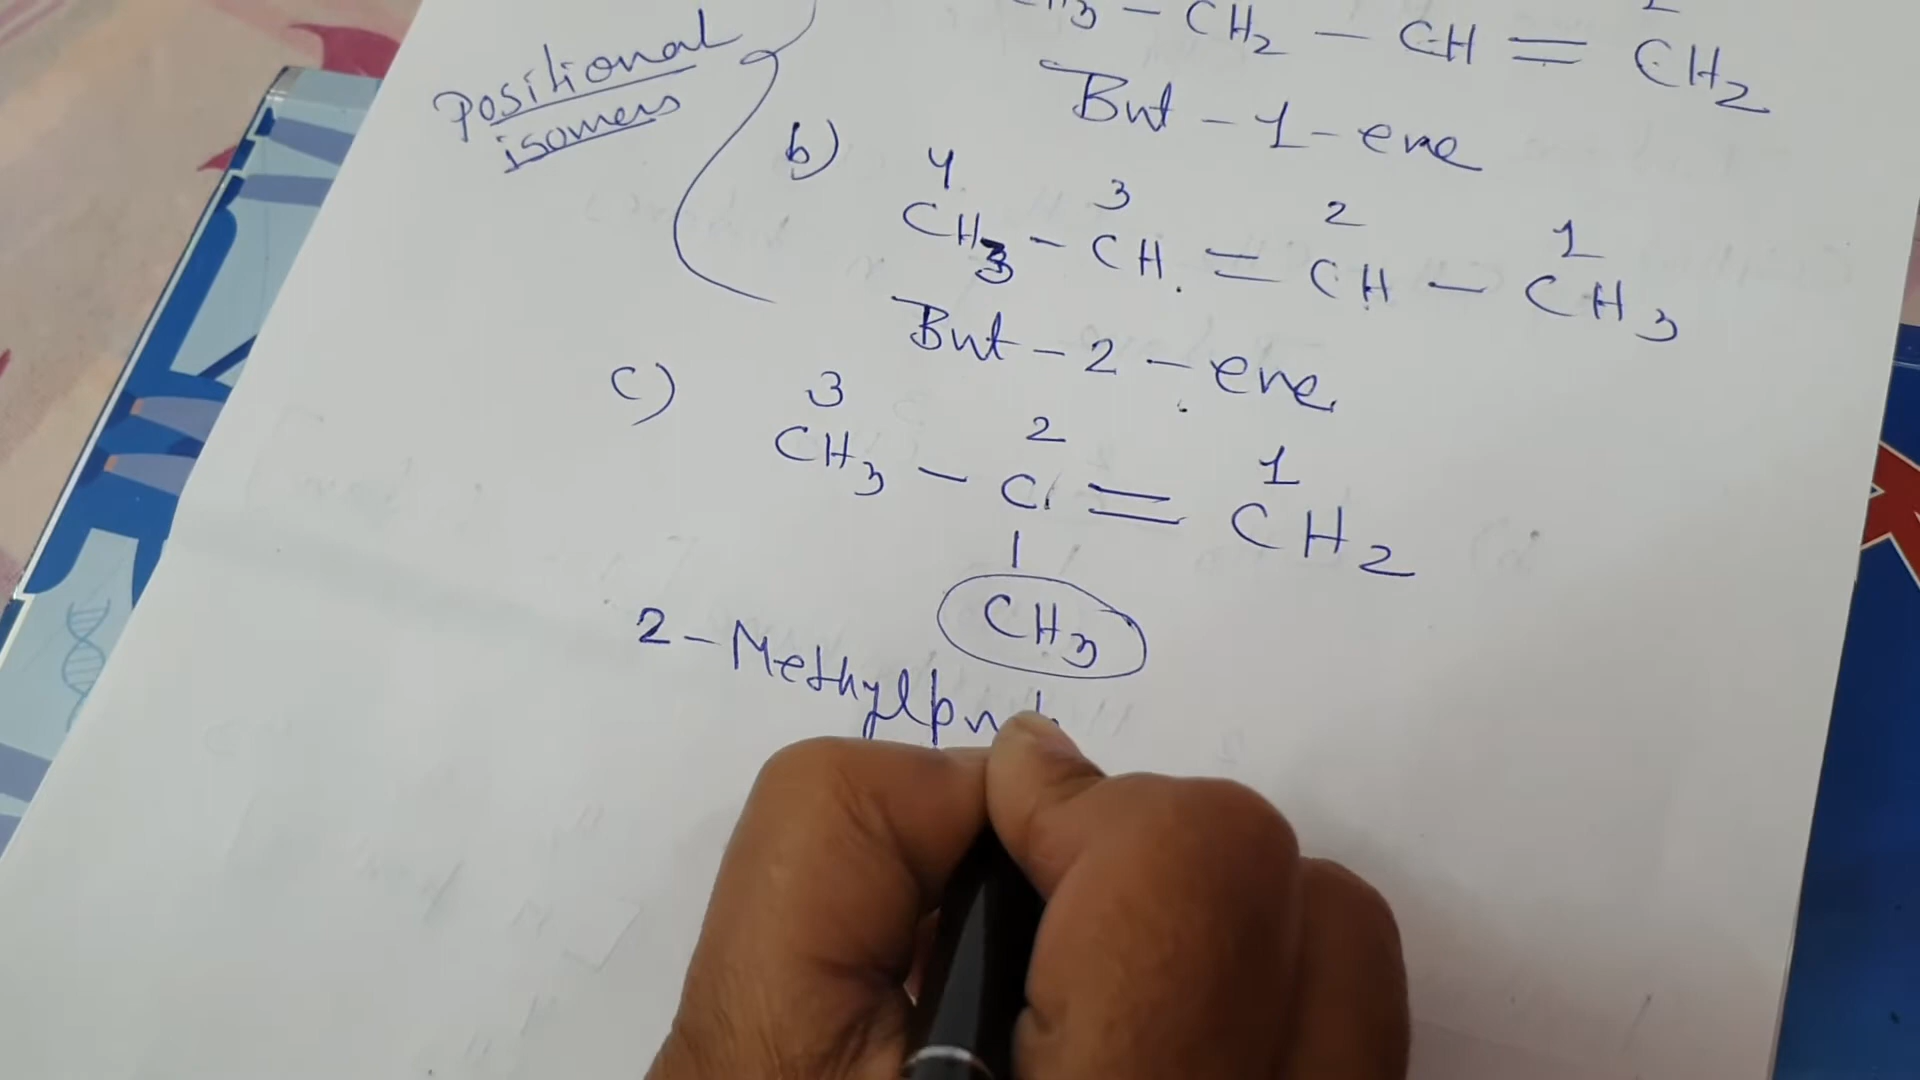 Positional
isomers
CH3 – CH2 – CH = CH2
But – 1 – ene
b)
4 3 2 1
CH3 – CH = CH – CH3
But – 2 – ene
c)
3 2 1
CH3 – C = CH2
|
CH3
2 – Methyl